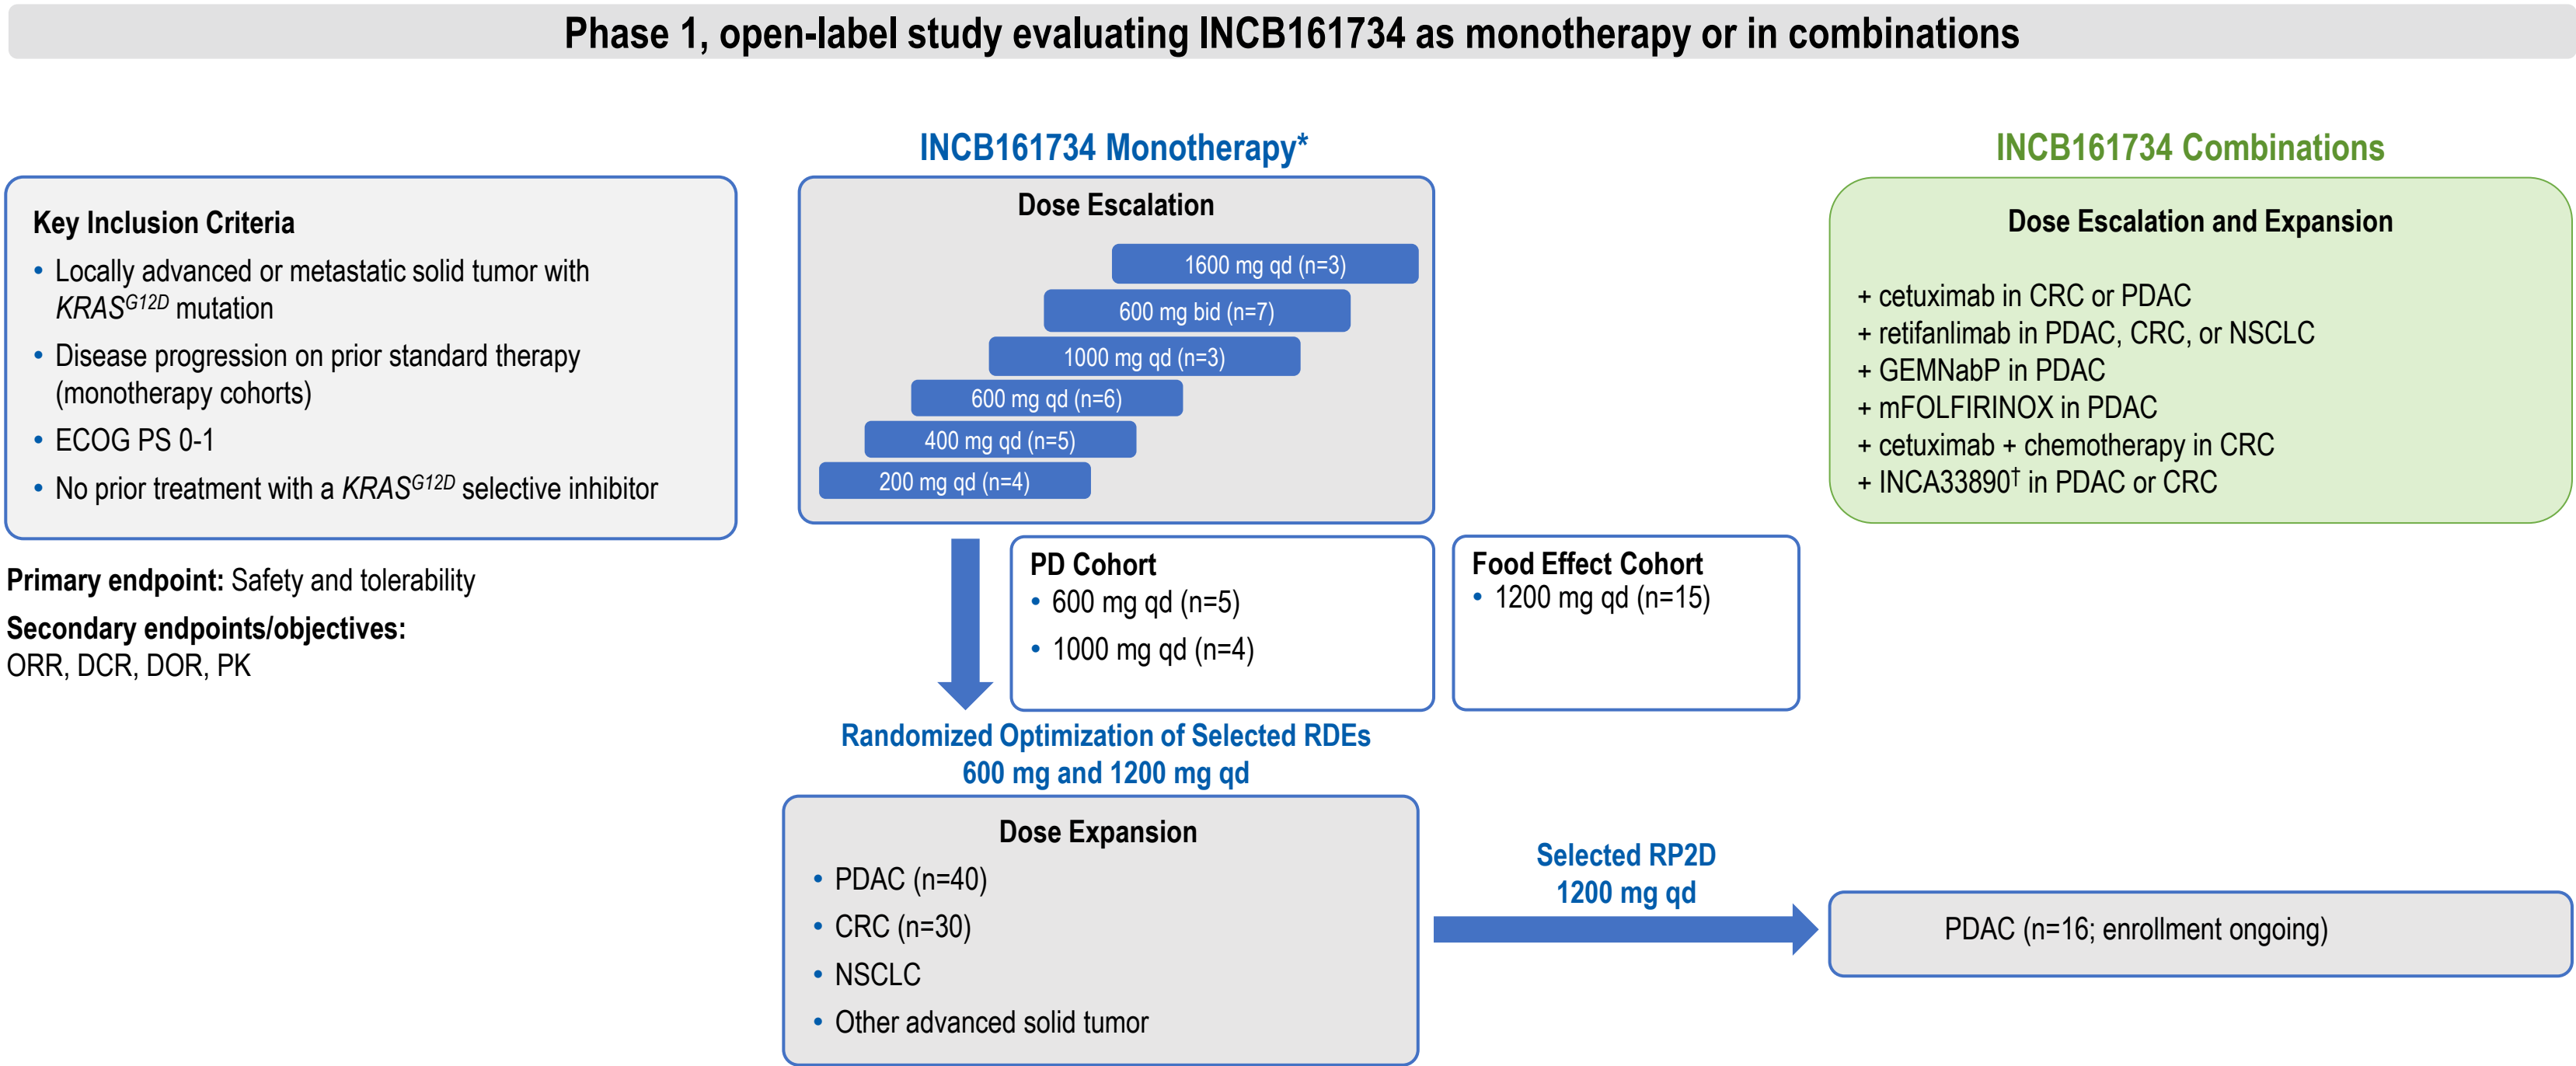 Phase 1, open-label study evaluating INCB161734 as monotherapy or in combinations
Key Inclusion Criteria
• Locally advanced or metastatic solid tumor with
KRASG12D mutation
• Disease progression on prior standard therapy
(monotherapy cohorts)
• ECOG PS 0-1
• No prior treatment with a KRASG12D selective inhibitor
Primary endpoint: Safety and tolerability
Secondary endpoints/objectives:
ORR, DCR, DOR, PK
INCB161734 Monotherapy*
Dose Escalation
1600 mg qd (n=3)
600 mg bid (n=7)
1000 mg qd (n=3)
600 mg qd (n=6)
400 mg qd (n=5)
200 mg qd (n=4)
PD Cohort
• 600 mg qd (n=5)
• 1000 mg qd (n=4)
Food Effect Cohort
• 1200 mg qd (n=15)
Randomized Optimization of Selected RDEs
600 mg and 1200 mg qd
Dose Expansion
• PDAC (n=40)
• CRC (n=30)
• NSCLC
• Other advanced solid tumor
Selected RP2D
1200 mg qd
PDAC (n=16; enrollment ongoing)
INCB161734 Combinations
Dose Escalation and Expansion
+ cetuximab in CRC or PDAC
+ retifanlimab in PDAC, CRC, or NSCLC
+ GEMNabP in PDAC
+ mFOLFIRINOX in PDAC
+ cetuximab + chemotherapy in CRC
+ INCA33890† in PDAC or CRC